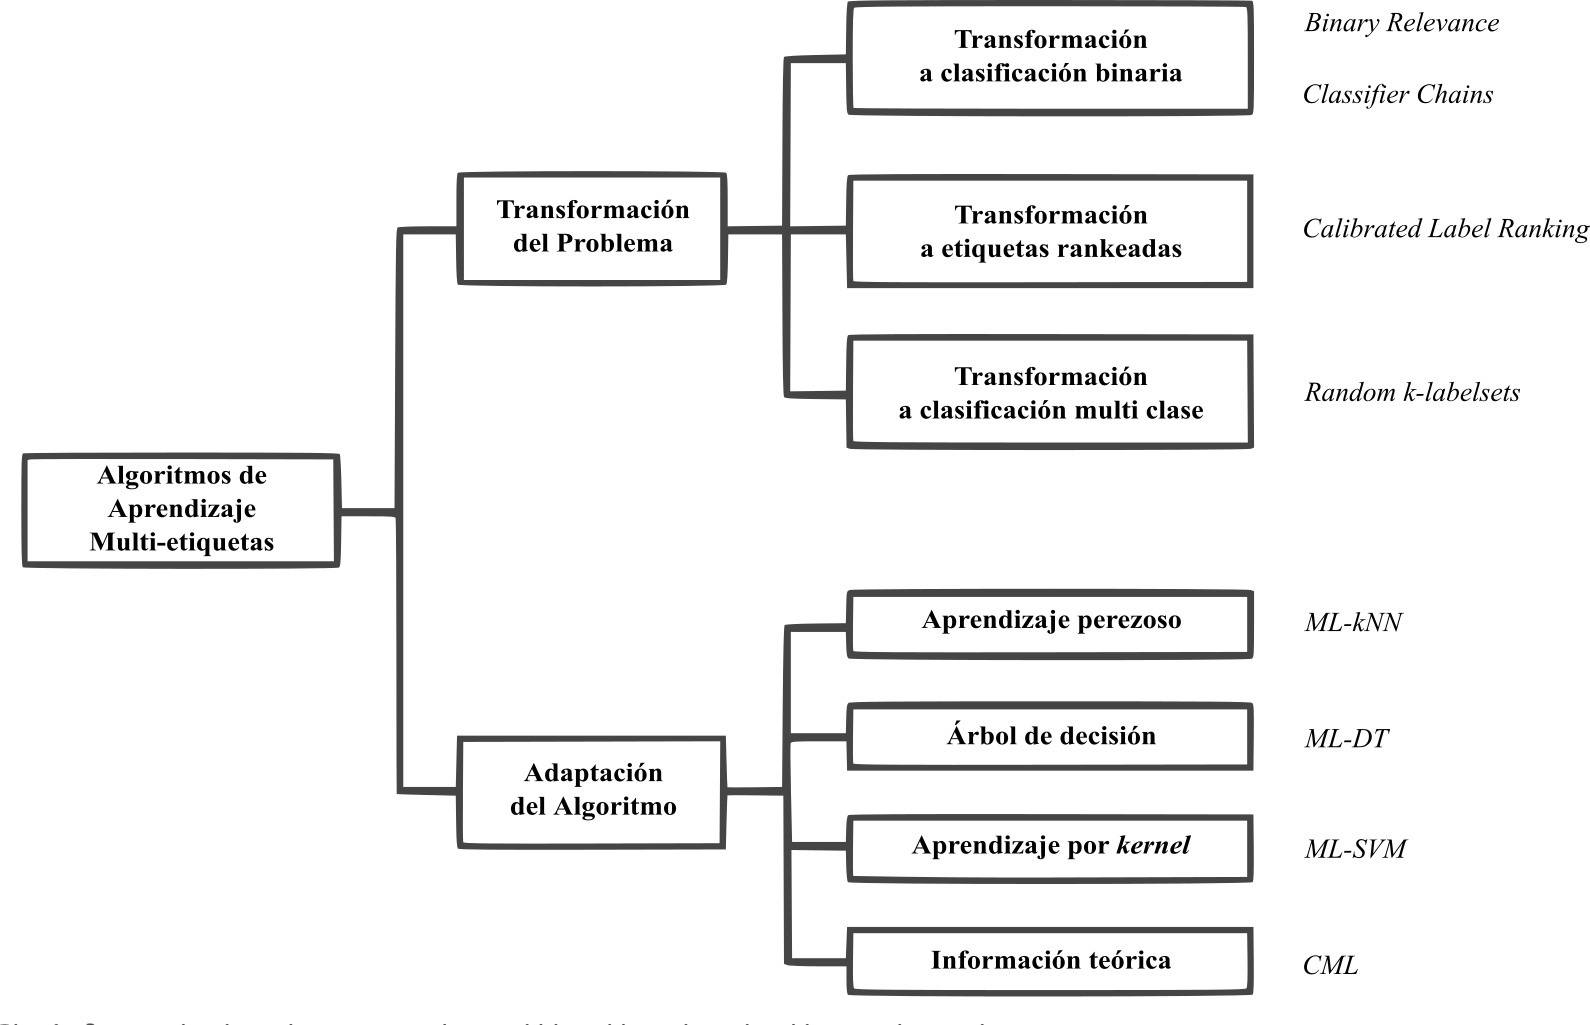 Transformación
a clasificación binaria
Binary Relevance
Classifier Chains
Transformación
del Problema
Transformación
a etiquetas rankeadas
Calibrated Label Ranking
Transformación
a clasificación multi clase
Random k-labelsets
Algoritmos de
Aprendizaje
Multi-etiquetas
Aprendizaje perezoso
ML-kNN
Árbol de decisión
ML-DT
Adaptación
del Algoritmo
Aprendizaje por kernel
ML-SVM
Información teórica
CML